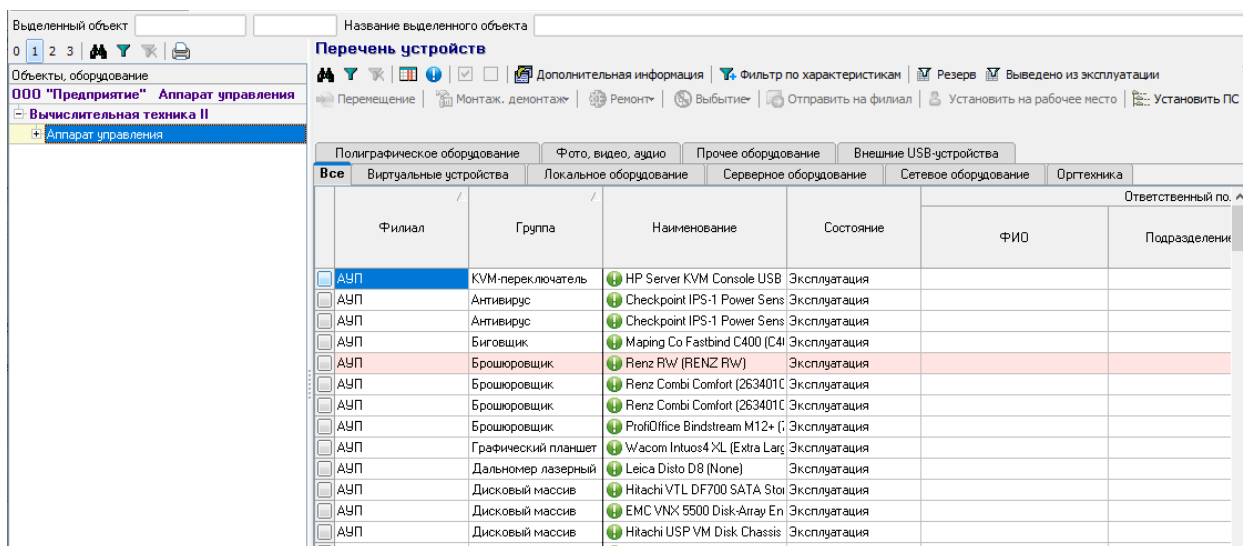 Выделенный объект Название выделенного объекта
0 1 2 3
Объекты, оборудование
ООО "Предприятие" Аппарат управления
Вычислительная техника II
Аппарат управления
Перечень устройств
Дополнительная информация Фильтр по характеристикам Резерв Выведено из эксплуатации
Перемещение Монтаж, демонтаж Ремонт Выбытие Отправить на филиал Установить на рабочее место Установить ПС
Полиграфическое оборудование Фото, видео, аудио Прочее оборудование Внешние USB-устройства
Все Виртуальные устройства Локальное оборудование Серверное оборудование Сетевое оборудование Оргтехника
Филиал Группа Наименование Состояние Ответственный по.
ФИО Подразделение
АУП KVM-переключатель HP Server KVM Console USB Эксплуатация
АУП Антивирус Checkpoint IPS-1 Power Sens Эксплуатация
АУП Антивирус Checkpoint IPS-1 Power Sens Эксплуатация
АУП Биговщик Maping Co Fastbind C400 (C4 Эксплуатация
АУП Брошюровщик Renz RW (RENZ RW) Эксплуатация
АУП Брошюровщик Renz Combi Comfort (2634010 Эксплуатация
АУП Брошюровщик Renz Combi Comfort (2634010 Эксплуатация
АУП Брошюровщик ProfiOffice Bindstream M12+ ( Эксплуатация
АУП Графический планшет Wacom Intuos4 XL (Extra Larg Эксплуатация
АУП Дальномер лазерный Leica Disto D8 (None) Эксплуатация
АУП Дисковый массив Hitachi VTL DF700 SATA Stor Эксплуатация
АУП Дисковый массив EMC VNX 5500 Disk-Array En Эксплуатация
АУП Дисковый массив Hitachi USP VM Disk Chassis Эксплуатация